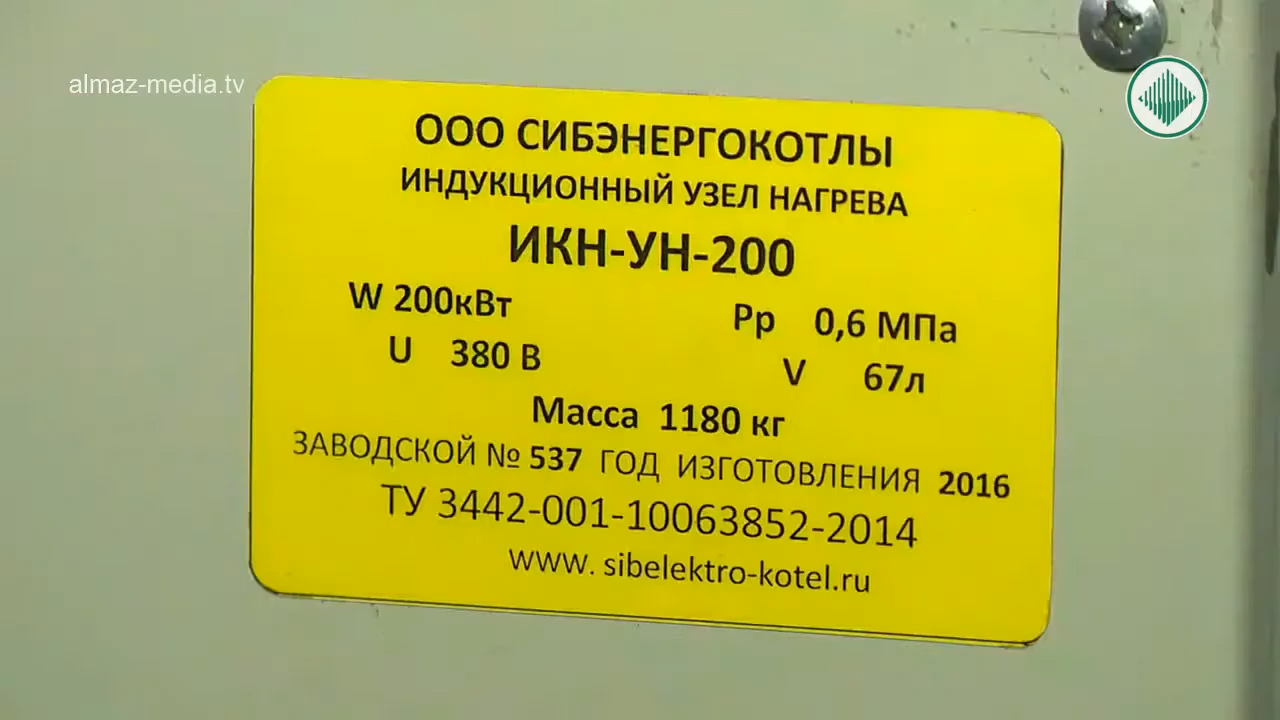 almaz-media.tv
ООО СИБЭНЕРГОКОТЛЫ
ИНДУКЦИОННЫЙ УЗЕЛ НАГРЕВА
ИКН-УН-200
W 200кВт Рр 0,6 МПа
U 380 В V 67л
Масса 1180 кг
ЗАВОДСКОЙ № 537 ГОД ИЗГОТОВЛЕНИЯ 2016
ТУ 3442-001-10063852-2014
www. sibelektro-kotel.ru